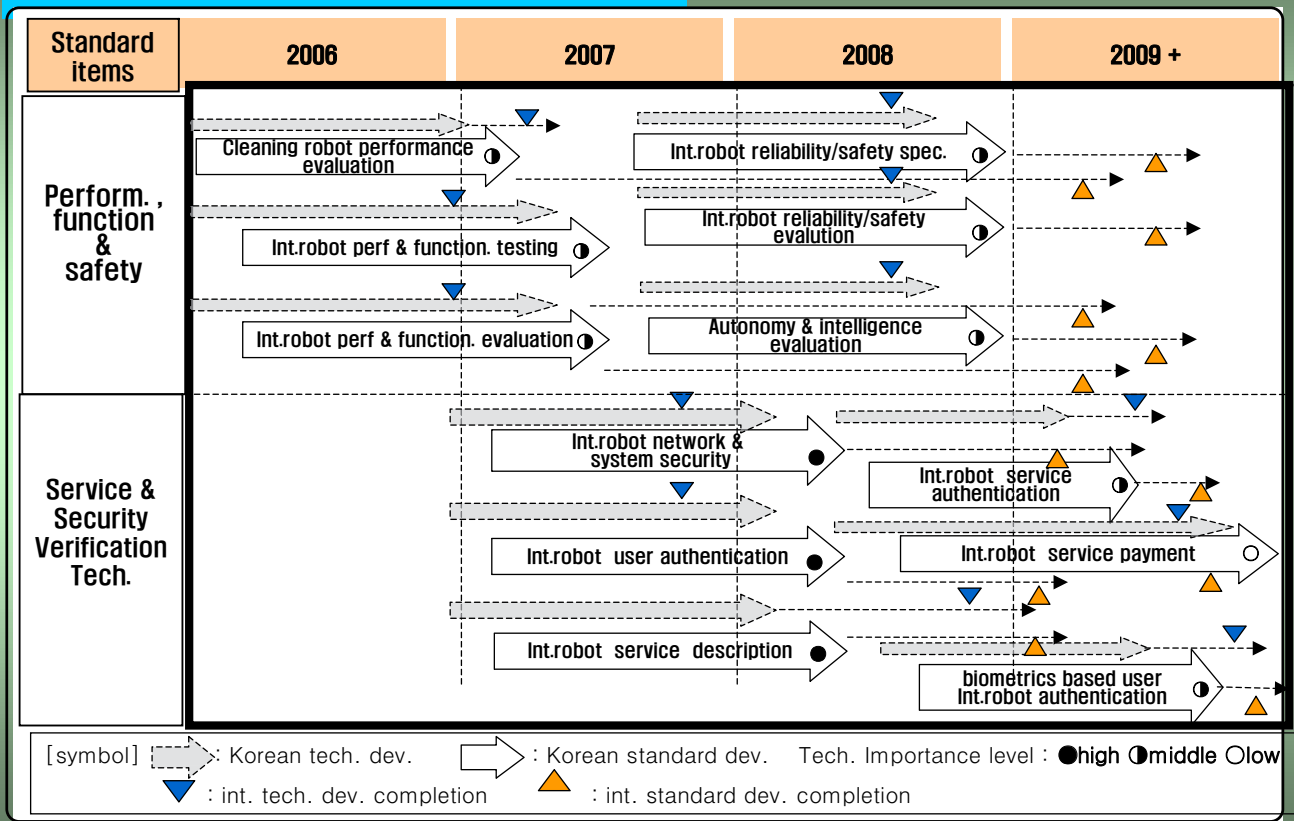 Standard
items
2006
2007
2008
2009 +
Perform. ,
function
&
safety
Cleaning robot performance
evaluation
Int.robot reliability/safety spec.
Int.robot perf & function. testing
Int.robot reliability/safety
evalution
Int.robot perf & function. evaluation
Autonomy & intelligence
evaluation
Service &
Security
Verification
Tech.
Int.robot network &
system security
Int.robot service
authentication
Int.robot user authentication
Int.robot service payment
Int.robot service description
biometrics based user
Int.robot authentication
[symbol] : Korean tech. dev. : Korean standard dev. Tech. Importance level : ●high ◐middle ○low
: int. tech. dev. completion : int. standard dev. completion